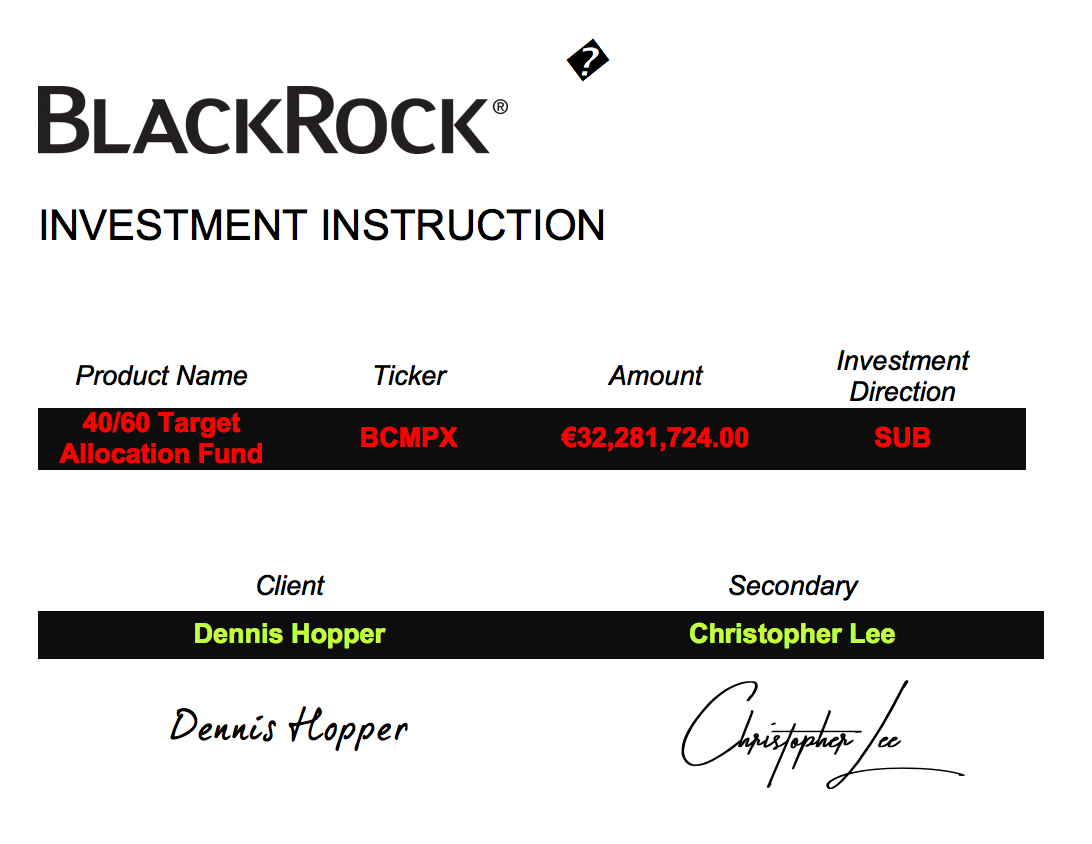 �
BLACKROCK®
INVESTMENT INSTRUCTION
Product Name Ticker Amount Investment Direction
40/60 Target Allocation Fund BCMPX €32,281,724.00 SUB
Client Secondary
Dennis Hopper Christopher Lee
Dennis Hopper Christopher Lee